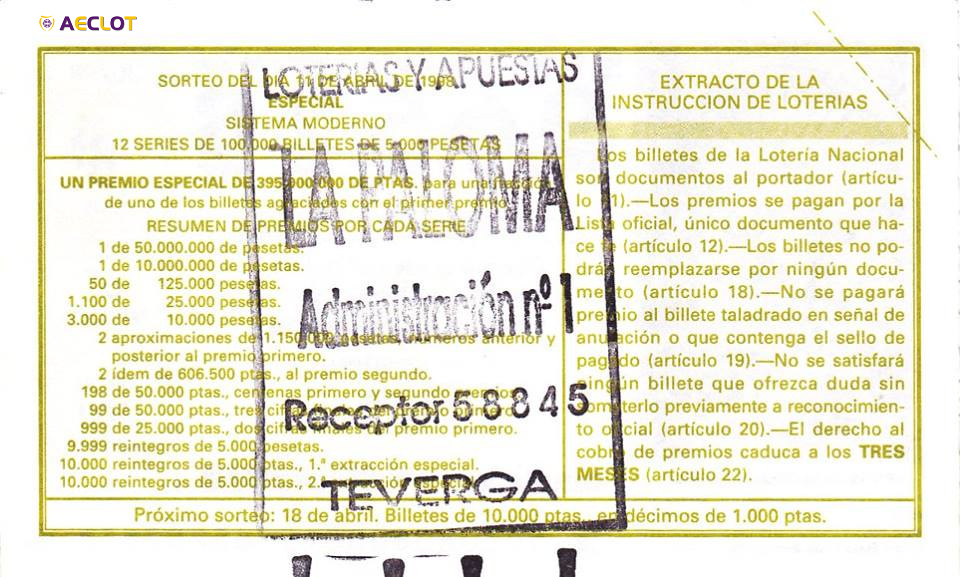 AECLOT
SORTEO DEL DIA 11 DE ABRIL DE 1998
ESPECIAL
SISTEMA MODERNO
12 SERIES DE 100.000 BILLETES DE 5.000 PESETAS
UN PREMIO ESPECIAL DE 395.000.000 DE PTAS. para una fracción
de uno de los billetes agraciados con el primer premio
RESUMEN DE PREMIOS POR CADA SERIE
1 de 50.000.000 de pesetas.
1 de 10.000.000 de pesetas.
50 de 125.000 pesetas.
1.100 de 25.000 pesetas.
3.000 de 10.000 pesetas.
2 aproximaciones de 1.150.000 pesetas, números anterior y
posterior al premio primero.
2 ídem de 606.500 ptas., al premio segundo.
198 de 50.000 ptas., centenas primero y segundo premios.
99 de 50.000 ptas., tres cifras del premio primero.
999 de 25.000 ptas., dos cifras finales del premio primero.
9.999 reintegros de 5.000 pesetas.
10.000 reintegros de 5.000 ptas., 1.ª extracción especial.
10.000 reintegros de 5.000 ptas., 2.ª extracción especial.
EXTRACTO DE LA
INSTRUCCION DE LOTERIAS
Los billetes de la Lotería Nacional
son documentos al portador (artícu-
lo 1).—Los premios se pagan por la
Lista oficial, único documento que ha-
ce fe (artículo 12).—Los billetes no po-
drán reemplazarse por ningún docu-
mento (artículo 18).—No se pagará
premio al billete taladrado en señal de
anulación o que contenga el sello de
pagado (artículo 19).—No se satisfará
ningún billete que ofrezca duda sin
someterlo previamente a reconocimien-
to oficial (artículo 20).—El derecho al
cobro de premios caduca a los TRES
MESES (artículo 22).
Próximo sorteo: 18 de abril. Billetes de 10.000 ptas., en décimos de 1.000 ptas.
LOTERIAS Y APUESTAS
LA PALOMA
Administración nº 1
Receptor 58845
TEVERGA